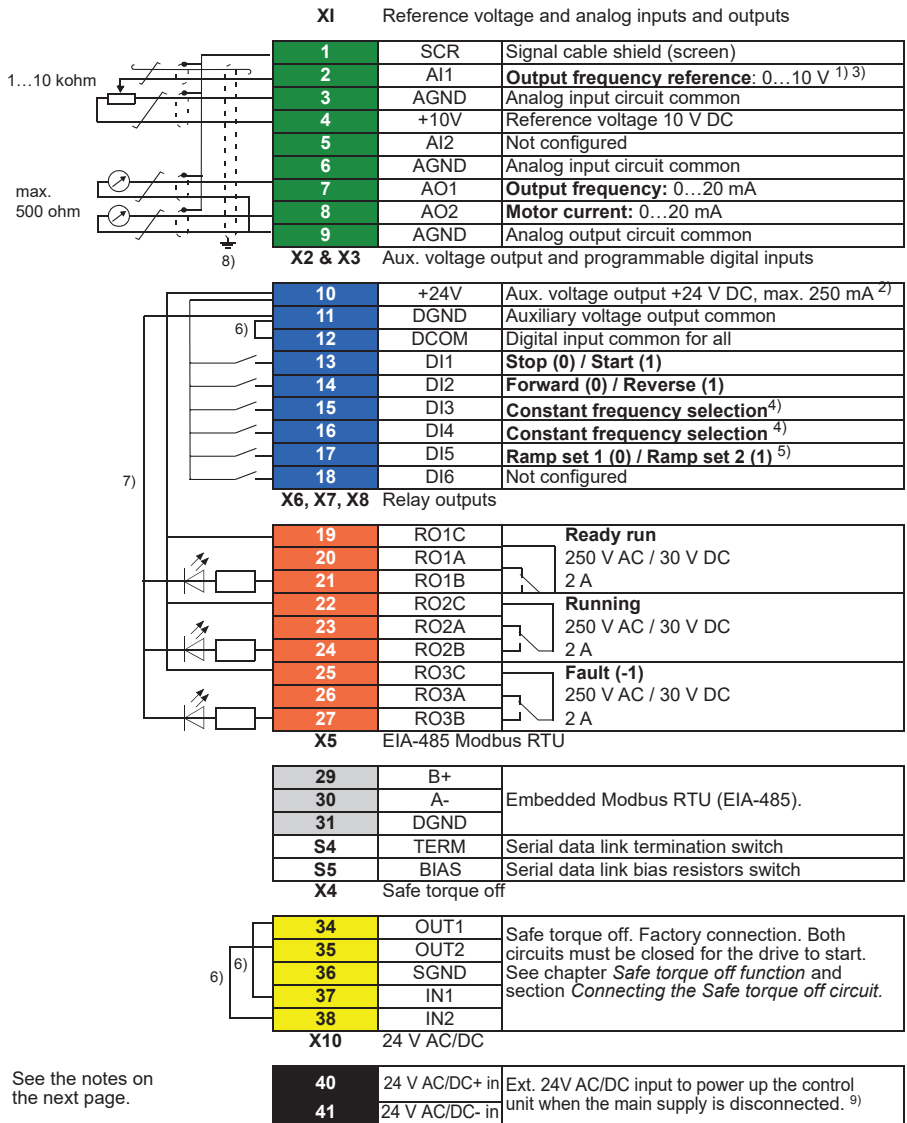 XI Reference voltage and analog inputs and outputs
1 SCR Signal cable shield (screen)
1…10 kohm
2 AI1 Output frequency reference: 0…10 V 1) 3)
3 AGND Analog input circuit common
4 +10V Reference voltage 10 V DC
5 AI2 Not configured
6 AGND Analog input circuit common
max.
500 ohm
7 AO1 Output frequency: 0…20 mA
8 AO2 Motor current: 0…20 mA
9 AGND Analog output circuit common
8)
X2 & X3 Aux. voltage output and programmable digital inputs
10 +24V Aux. voltage output +24 V DC, max. 250 mA 2)
11 DGND Auxiliary voltage output common
6)
12 DCOM Digital input common for all
13 DI1 Stop (0) / Start (1)
14 DI2 Forward (0) / Reverse (1)
15 DI3 Constant frequency selection4)
16 DI4 Constant frequency selection 4)
17 DI5 Ramp set 1 (0) / Ramp set 2 (1) 5)
18 DI6 Not configured
7)
X6, X7, X8 Relay outputs
19 RO1C Ready run
20 RO1A 250 V AC / 30 V DC
21 RO1B 2 A
22 RO2C Running
23 RO2A 250 V AC / 30 V DC
24 RO2B 2 A
25 RO3C Fault (-1)
26 RO3A 250 V AC / 30 V DC
27 RO3B 2 A
X5 EIA-485 Modbus RTU
29 B+
30 A- Embedded Modbus RTU (EIA-485).
31 DGND
S4 TERM Serial data link termination switch
S5 BIAS Serial data link bias resistors switch
X4 Safe torque off
34 OUT1
35 OUT2
36 SGND
37 IN1
38 IN2
Safe torque off. Factory connection. Both
circuits must be closed for the drive to start.
See chapter Safe torque off function and
section Connecting the Safe torque off circuit.
6) 6)
X10 24 V AC/DC
40 24 V AC/DC+ in
41 24 V AC/DC- in
Ext. 24V AC/DC input to power up the control
unit when the main supply is disconnected. 9)
See the notes on
the next page.